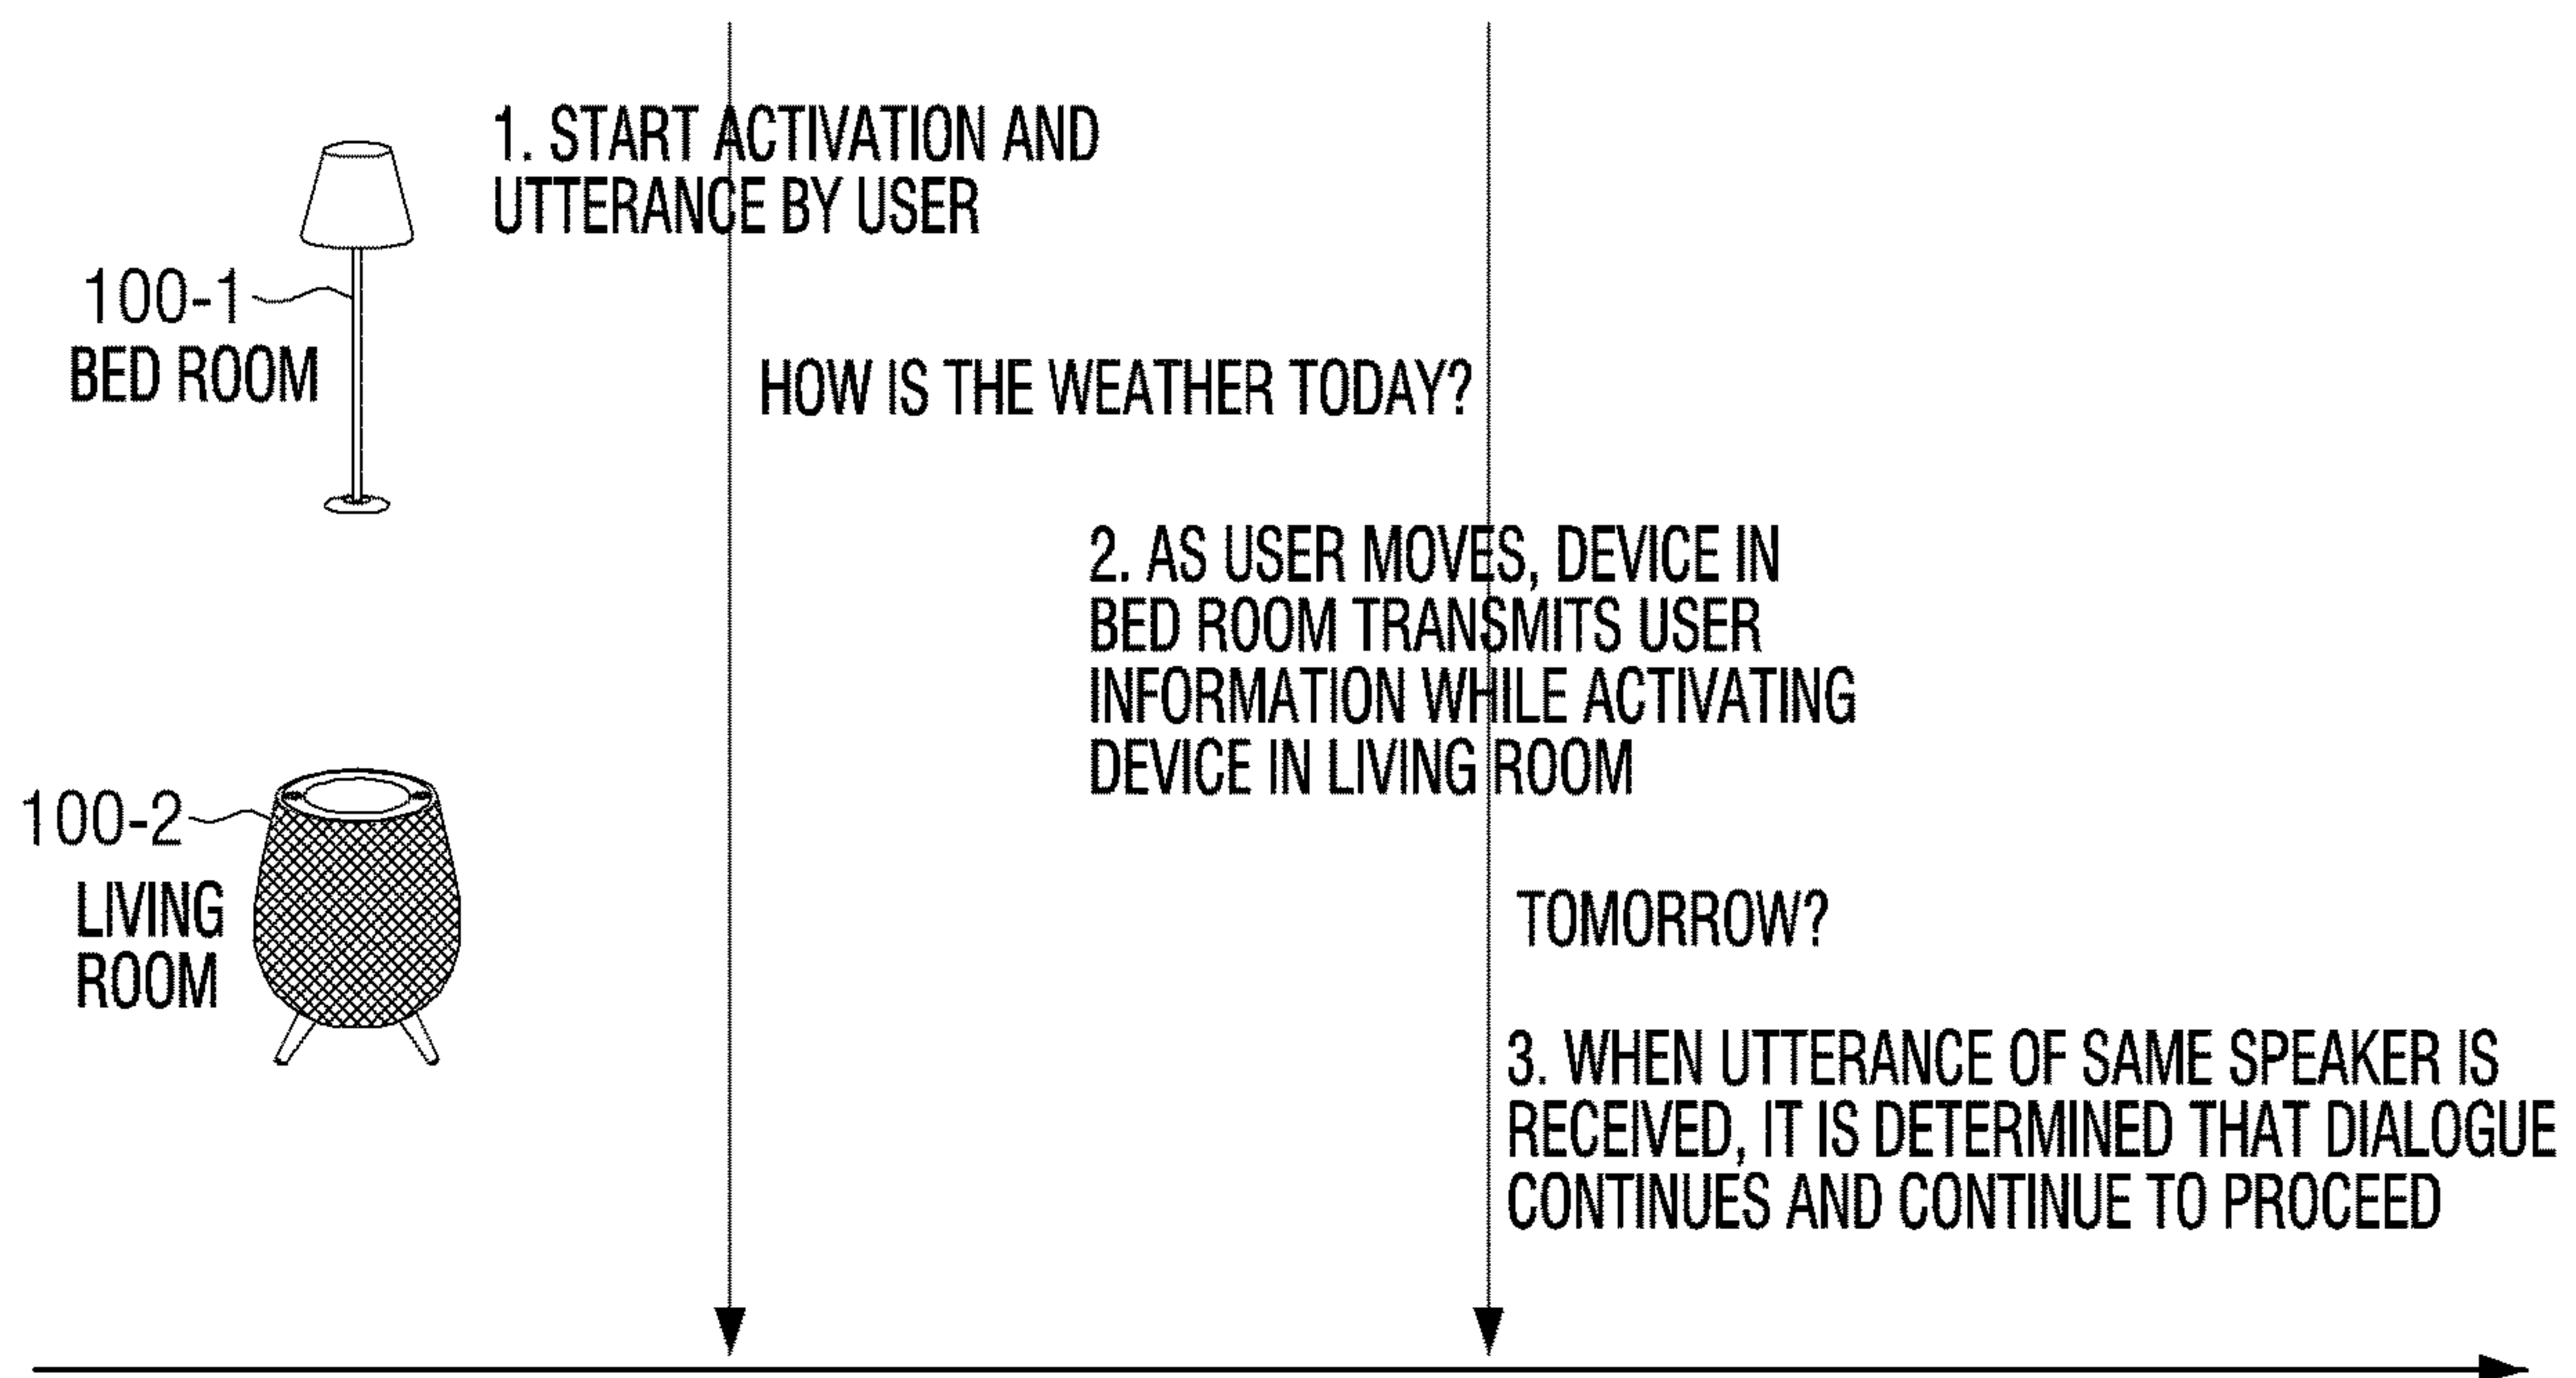 1. START ACTIVATION AND
UTTERANCE BY USER
100-1
BED ROOM
HOW IS THE WEATHER TODAY?
2. AS USER MOVES, DEVICE IN
BED ROOM TRANSMITS USER
INFORMATION WHILE ACTIVATING
DEVICE IN LIVING ROOM
100-2
LIVING
ROOM
TOMORROW?
3. WHEN UTTERANCE OF SAME SPEAKER IS
RECEIVED, IT IS DETERMINED THAT DIALOGUE
CONTINUES AND CONTINUE TO PROCEED